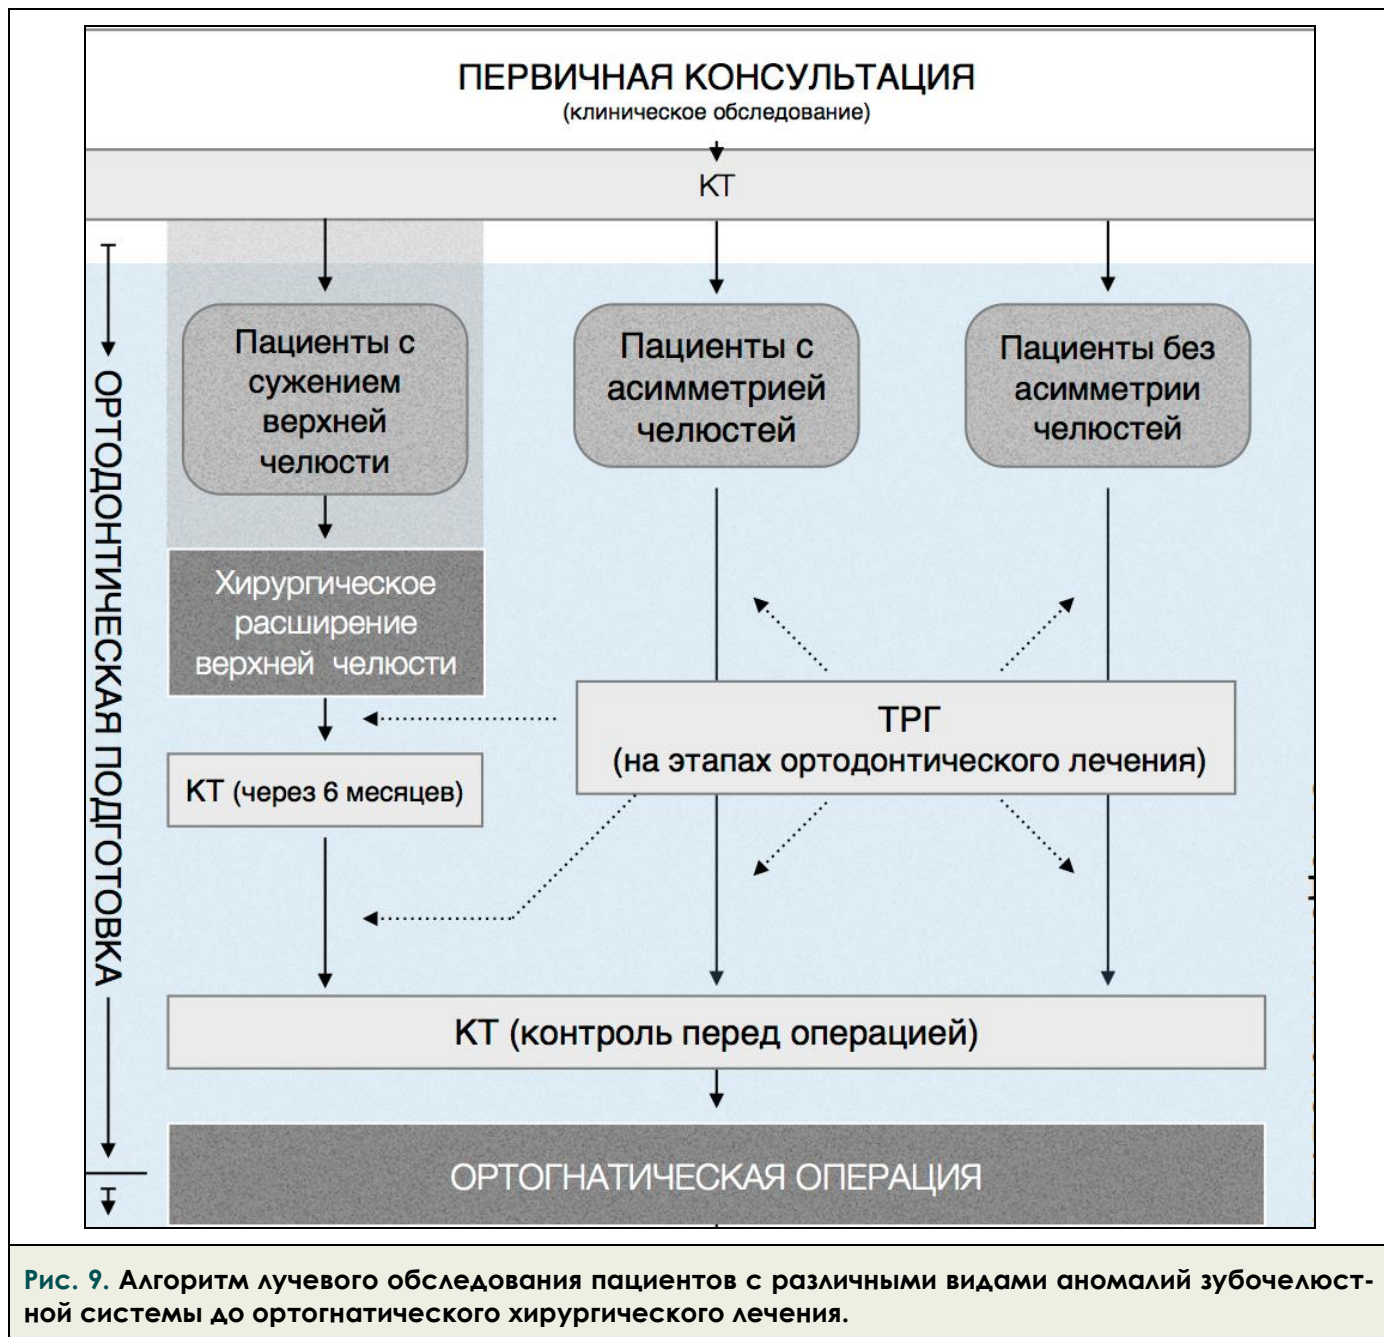 ПЕРВИЧНАЯ КОНСУЛЬТАЦИЯ
(клиническое обследование)
КТ
ОРТОДОНТИЧЕСКАЯ ПОДГОТОВКА
Пациенты с
сужением
верхней
челюсти
Пациенты с
асимметрией
челюстей
Пациенты без
асимметрии
челюстей
Хирургическое
расширение
верхней челюсти
ТРГ
(на этапах ортодонтического лечения)
КТ (через 6 месяцев)
КТ (контроль перед операцией)
ОРТОГНАТИЧЕСКАЯ ОПЕРАЦИЯ
Рис. 9. Алгоритм лучевого обследования пациентов с различными видами аномалий зубочелюст-
ной системы до ортогнатического хирургического лечения.